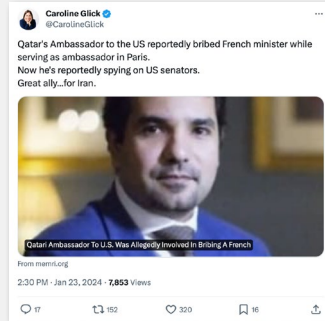 Caroline Glick
@CarolineGlick
Qatar's Ambassador to the US reportedly bribed French minister while
serving as ambassador in Paris.
Now he's reportedly spying on US senators.
Great ally...for Iran.
Qatari Ambassador To U.S. Was Allegedly Involved In Bribing A French
From memri.org
2:30 PM · Jan 23, 2024 · 7,853 Views
17 152 320 16